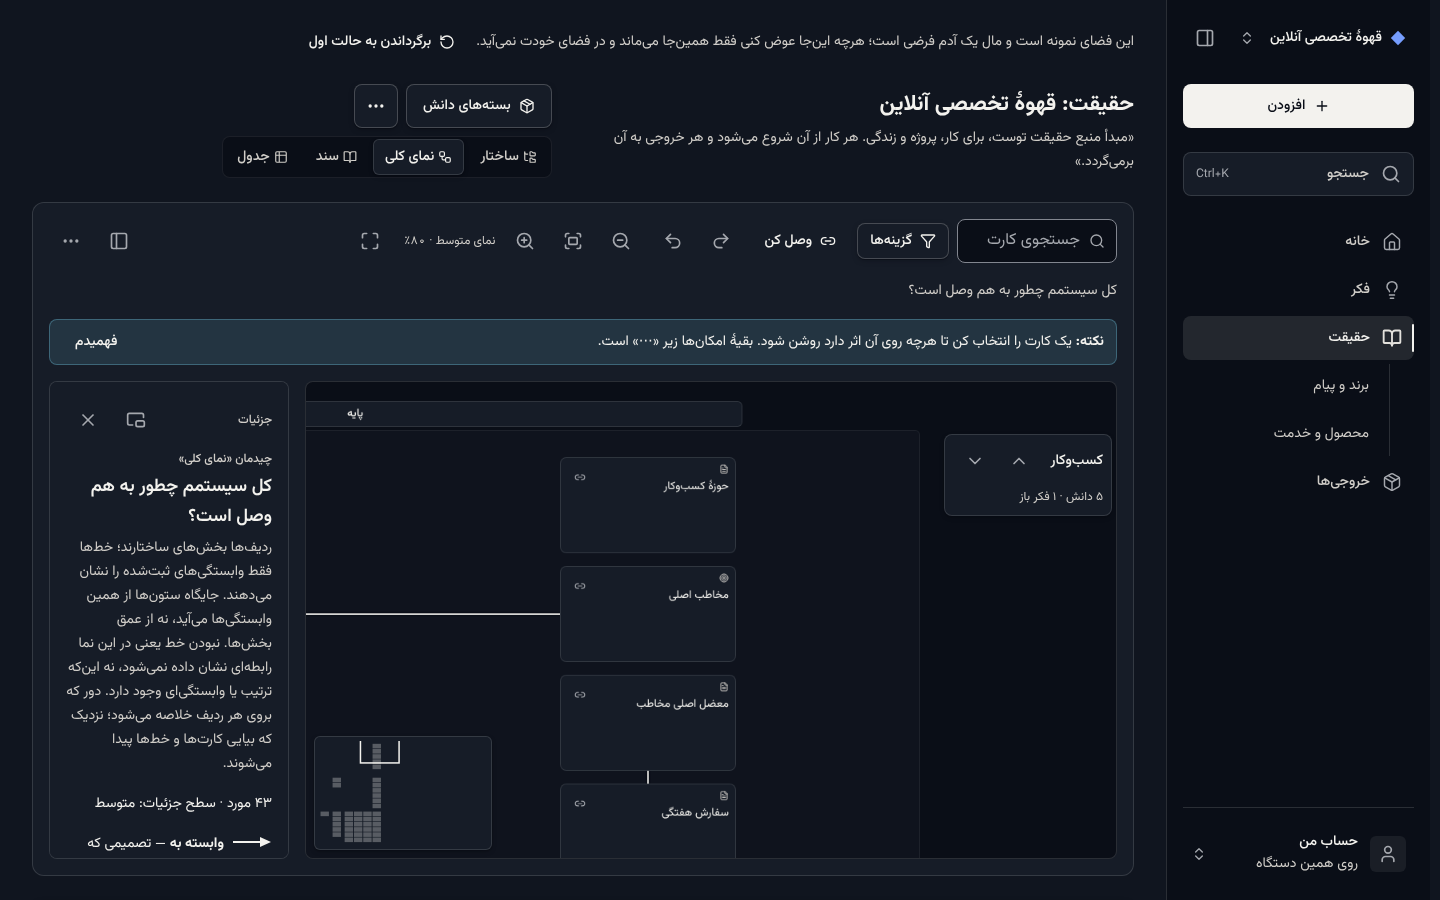 قهوهٔ تخصصی آنلاین
افزودن
جستجو
Ctrl+K
خانه
فکر
حقیقت
برند و پیام
محصول و خدمت
خروجی‌ها
حساب من
روی همین دستگاه
این فضای نمونه است و مال یک آدم فرضی است؛ هرچه این‌جا عوض کنی فقط همین‌جا می‌ماند و در فضای خودت نمی‌آید.
برگرداندن به حالت اول
حقیقت: قهوهٔ تخصصی آنلاین
«مبدأ منبع حقیقت توست، برای کار، پروژه و زندگی. هر کار از آن شروع می‌شود و هر خروجی به آن
برمی‌گردد.»
بسته‌های دانش
ساختار
نمای کلی
سند
جدول
جستجوی کارت
گزینه‌ها
وصل کن
نمای متوسط · ۸۰٪
کل سیستمم چطور به هم وصل است؟
نکته: یک کارت را انتخاب کن تا هرچه روی آن اثر دارد روشن شود. بقیهٔ امکان‌ها زیر «···» است.
فهمیدم
پایه
کسب‌وکار
۵ دانش · ۱ فکر باز
حوزهٔ کسب‌وکار
مخاطب اصلی
معضل اصلی مخاطب
سفارش هفتگی
جزئیات
چیدمان «نمای کلی»
کل سیستمم چطور به هم
وصل است؟
ردیف‌ها بخش‌های ساختارند؛ خط‌ها
فقط وابستگی‌های ثبت‌شده را نشان
می‌دهند. جایگاه ستون‌ها از همین
وابستگی‌ها می‌آید، نه از عمق
بخش‌ها. نبودن خط یعنی در این نما
رابطه‌ای نشان داده نمی‌شود، نه این‌که
ترتیب یا وابستگی‌ای وجود دارد. دور که
بروی هر ردیف خلاصه می‌شود؛ نزدیک
که بیایی کارت‌ها و خط‌ها پیدا
می‌شوند.
۴۳ مورد · سطح جزئیات: متوسط
وابسته به — تصمیمی که